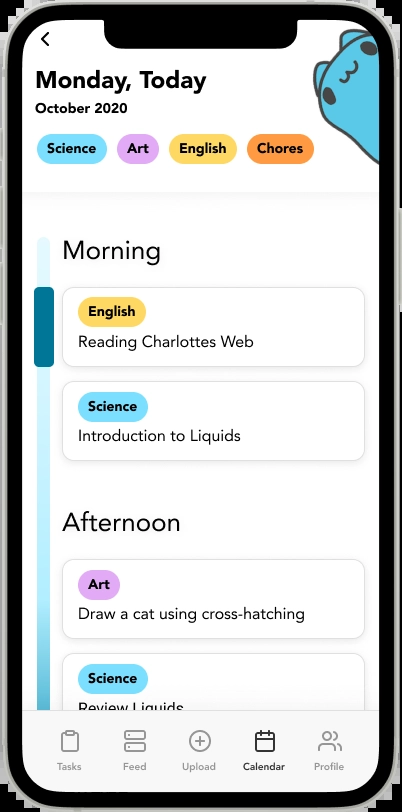 Monday, Today
October 2020
Science Art English Chores
Morning
English
Reading Charlottes Web
Science
Introduction to Liquids
Afternoon
Art
Draw a cat using cross-hatching
Science
Review Liquids
Tasks Feed Upload Calendar Profile